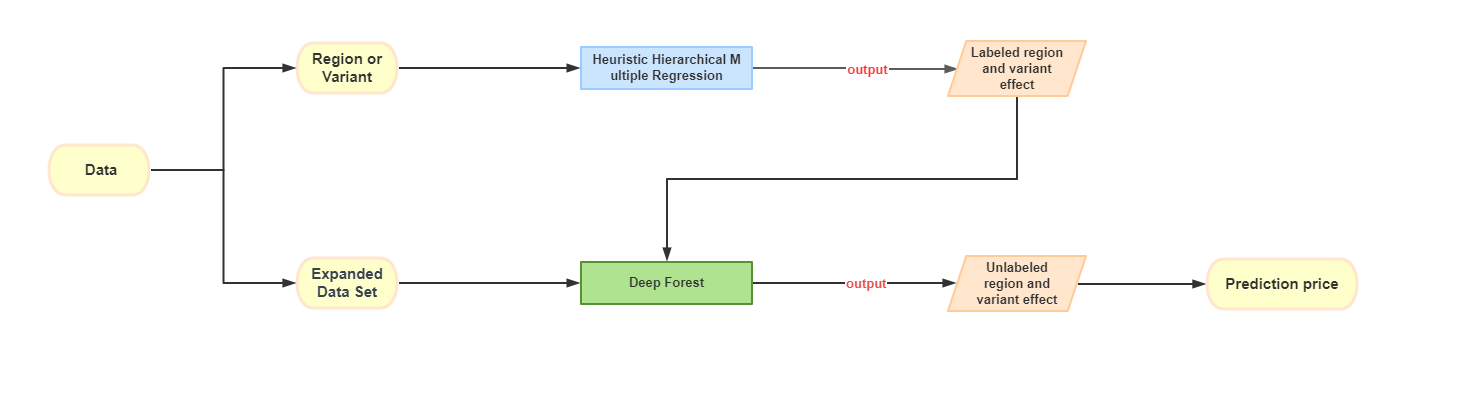 Region or
Variant
Heuristic Hierarchical M
ultiple Regression
output
Labeled region
and variant
effect
Data
Expanded
Data Set
Deep Forest
output
Unlabeled
region and
variant effect
Prediction price